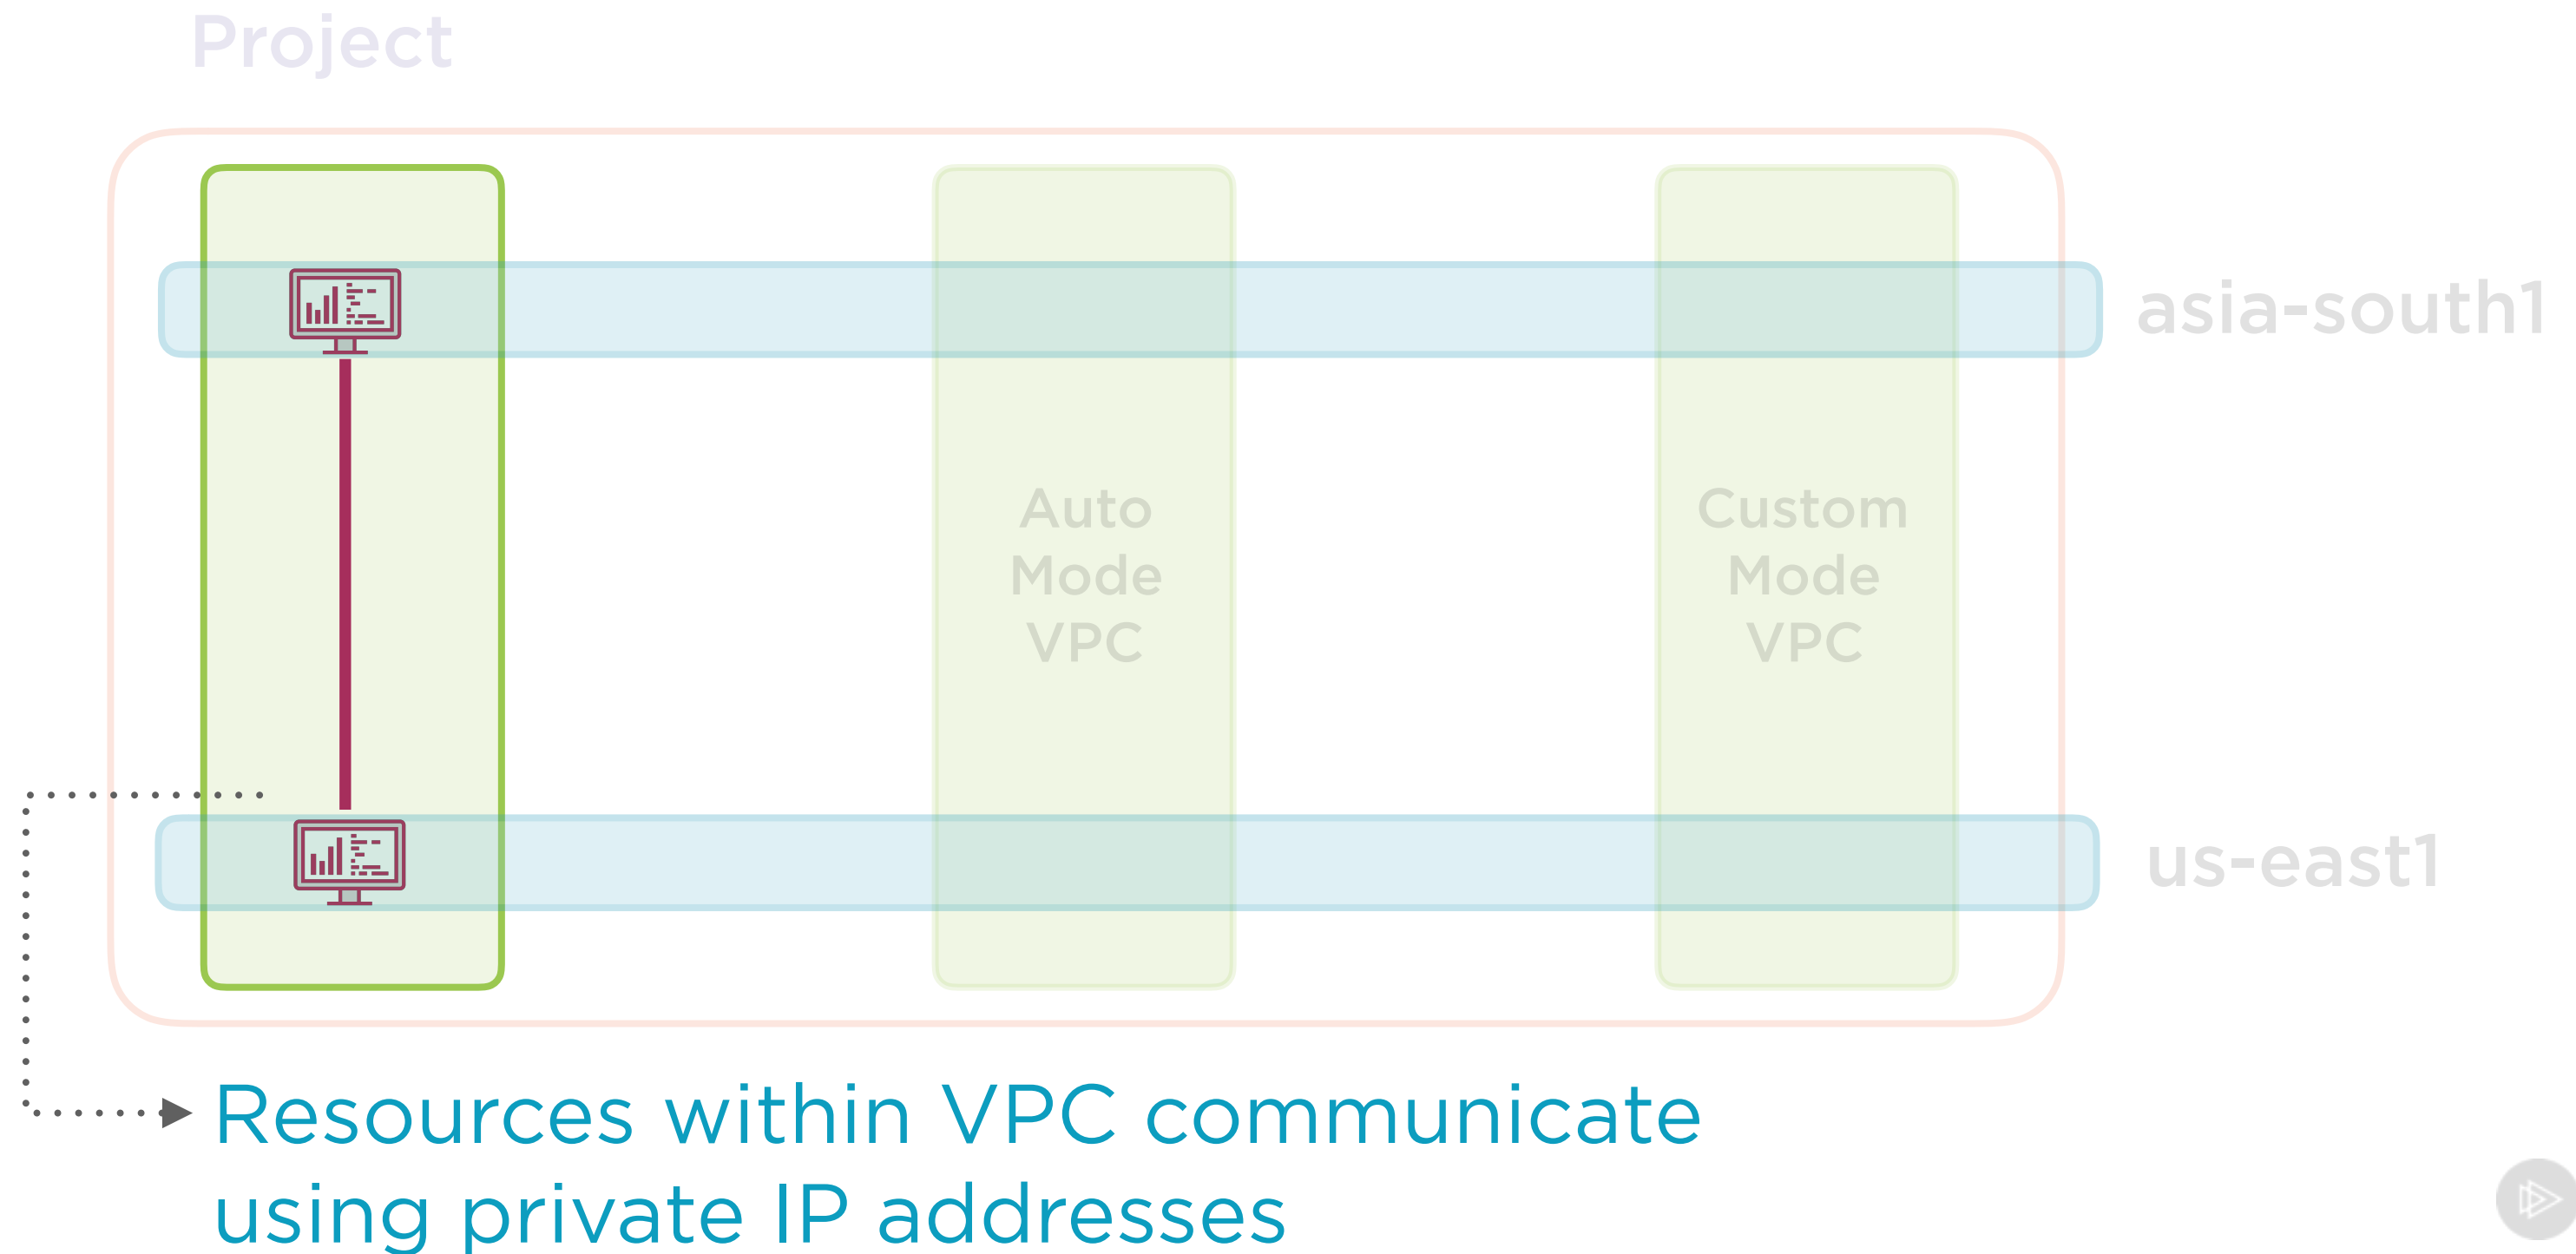 Project
asia-south1
Auto
Mode
VPC
Custom
Mode
VPC
us-east1
Resources within VPC communicate
using private IP addresses